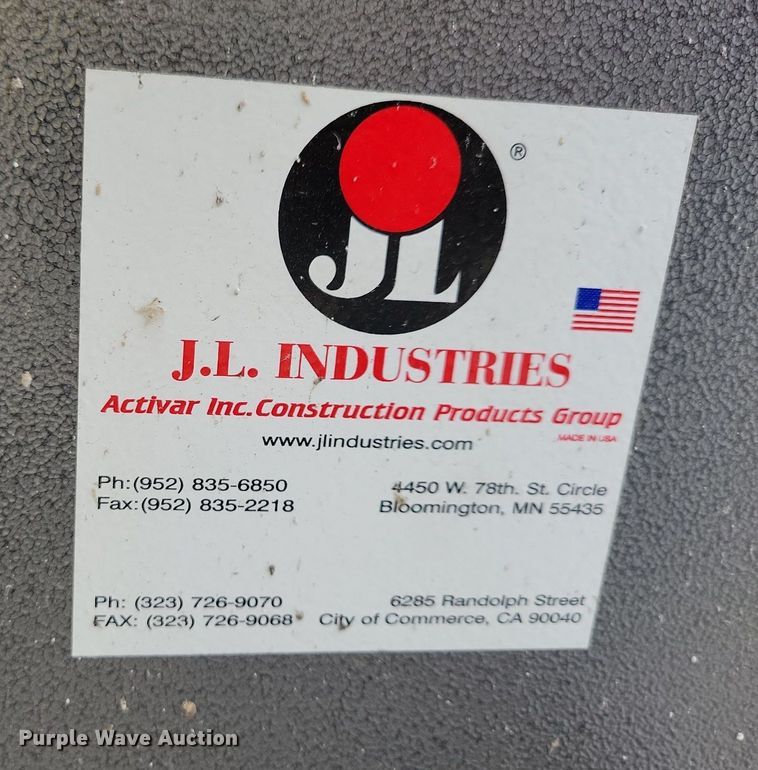 JL
®
J.L. INDUSTRIES
Activar Inc.Construction Products Group
MADE IN USA
www.jlindustries.com
Ph:(952) 835-6850
Fax:(952) 835-2218
4450 W. 78th. St. Circle
Bloomington, MN 55435
Ph: (323) 726-9070
FAX: (323) 726-9068
6285 Randolph Street
City of Commerce, CA 90040
Purple Wave Auction